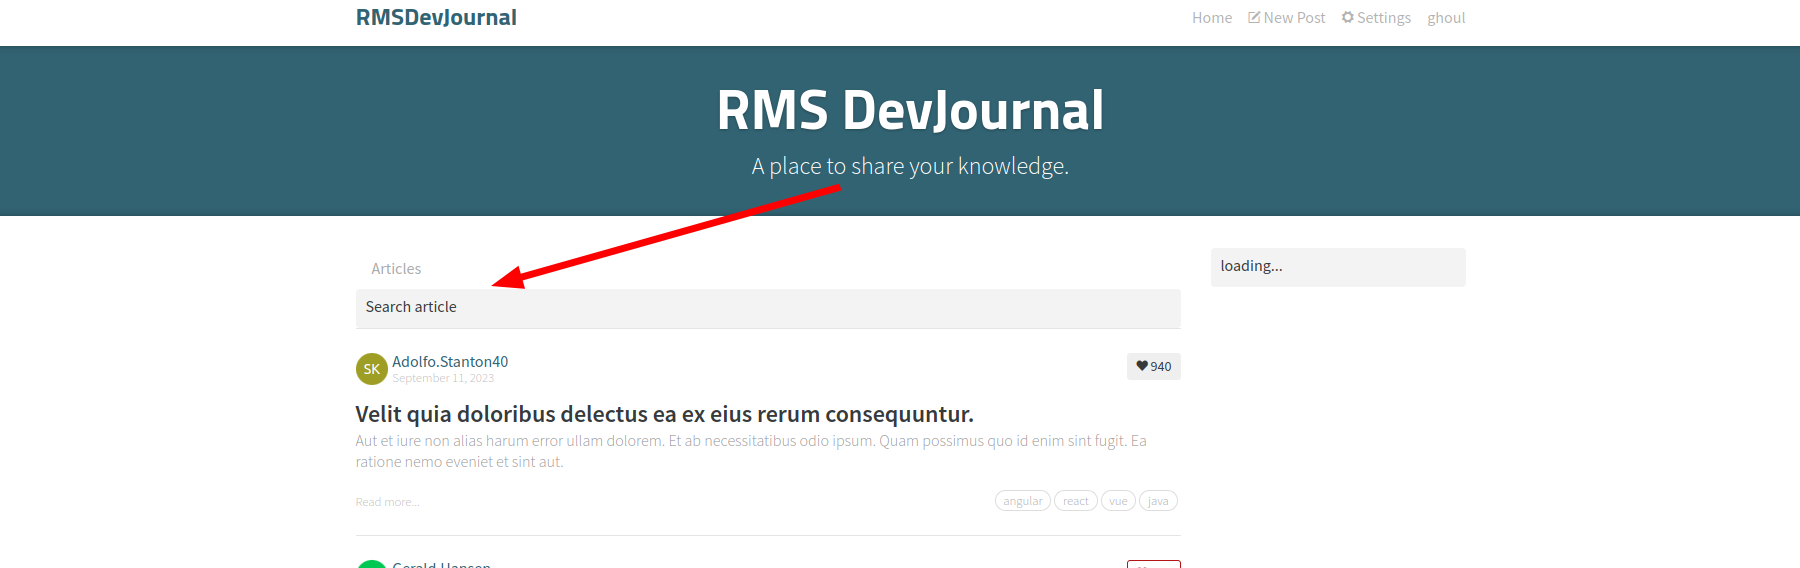 RMSDevJournal
Home New Post Settings ghoul
RMS DevJournal
A place to share your knowledge.
Articles
loading...
Search article
SK Adolfo.Stanton40
September 11, 2023
940
Velit quia doloribus delectus ea ex eius rerum consequuntur.
Aut et iure non alias harum error ullam dolorem. Et ab necessitatibus odio ipsum. Quam possimus quo id enim sint fugit. Ea
ratione nemo eveniet et sint aut.
Read more...
angular react vue java
Gerald.Hansen